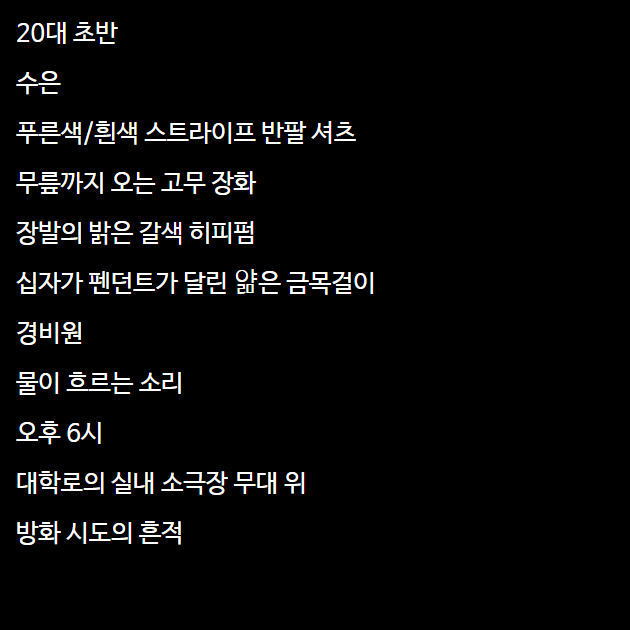 20대 초반
수은
푸른색/흰색 스트라이프 반팔 셔츠
무릎까지 오는 고무 장화
장발의 밝은 갈색 히피펌
십자가 펜던트가 달린 얇은 금목걸이
경비원
물이 흐르는 소리
오후 6시
대학로의 실내 소극장 무대 위
방화 시도의 흔적